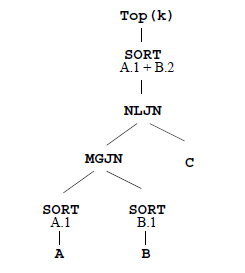 Top(k)
SORT
A.1 + B.2
NLJN
MGJN
C
SORT SORT
A.1 B.1
A B